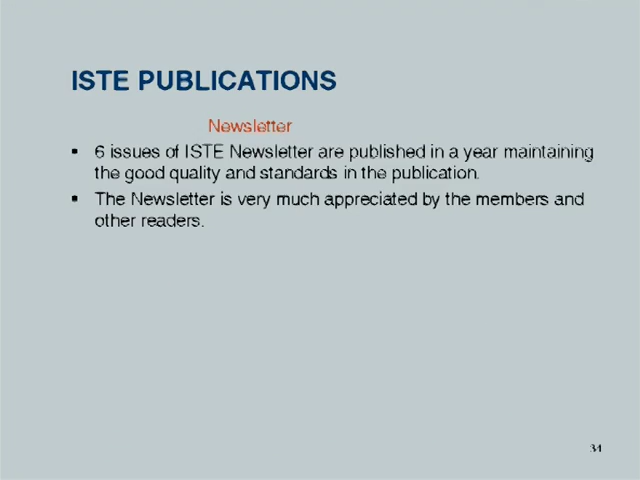 ISTE PUBLICATIONS
Newsletter
▪ 6 issues of ISTE Newsletter are published in a year maintaining
the good quality and standards in the publication.
▪ The Newsletter is very much appreciated by the members and
other readers.
34